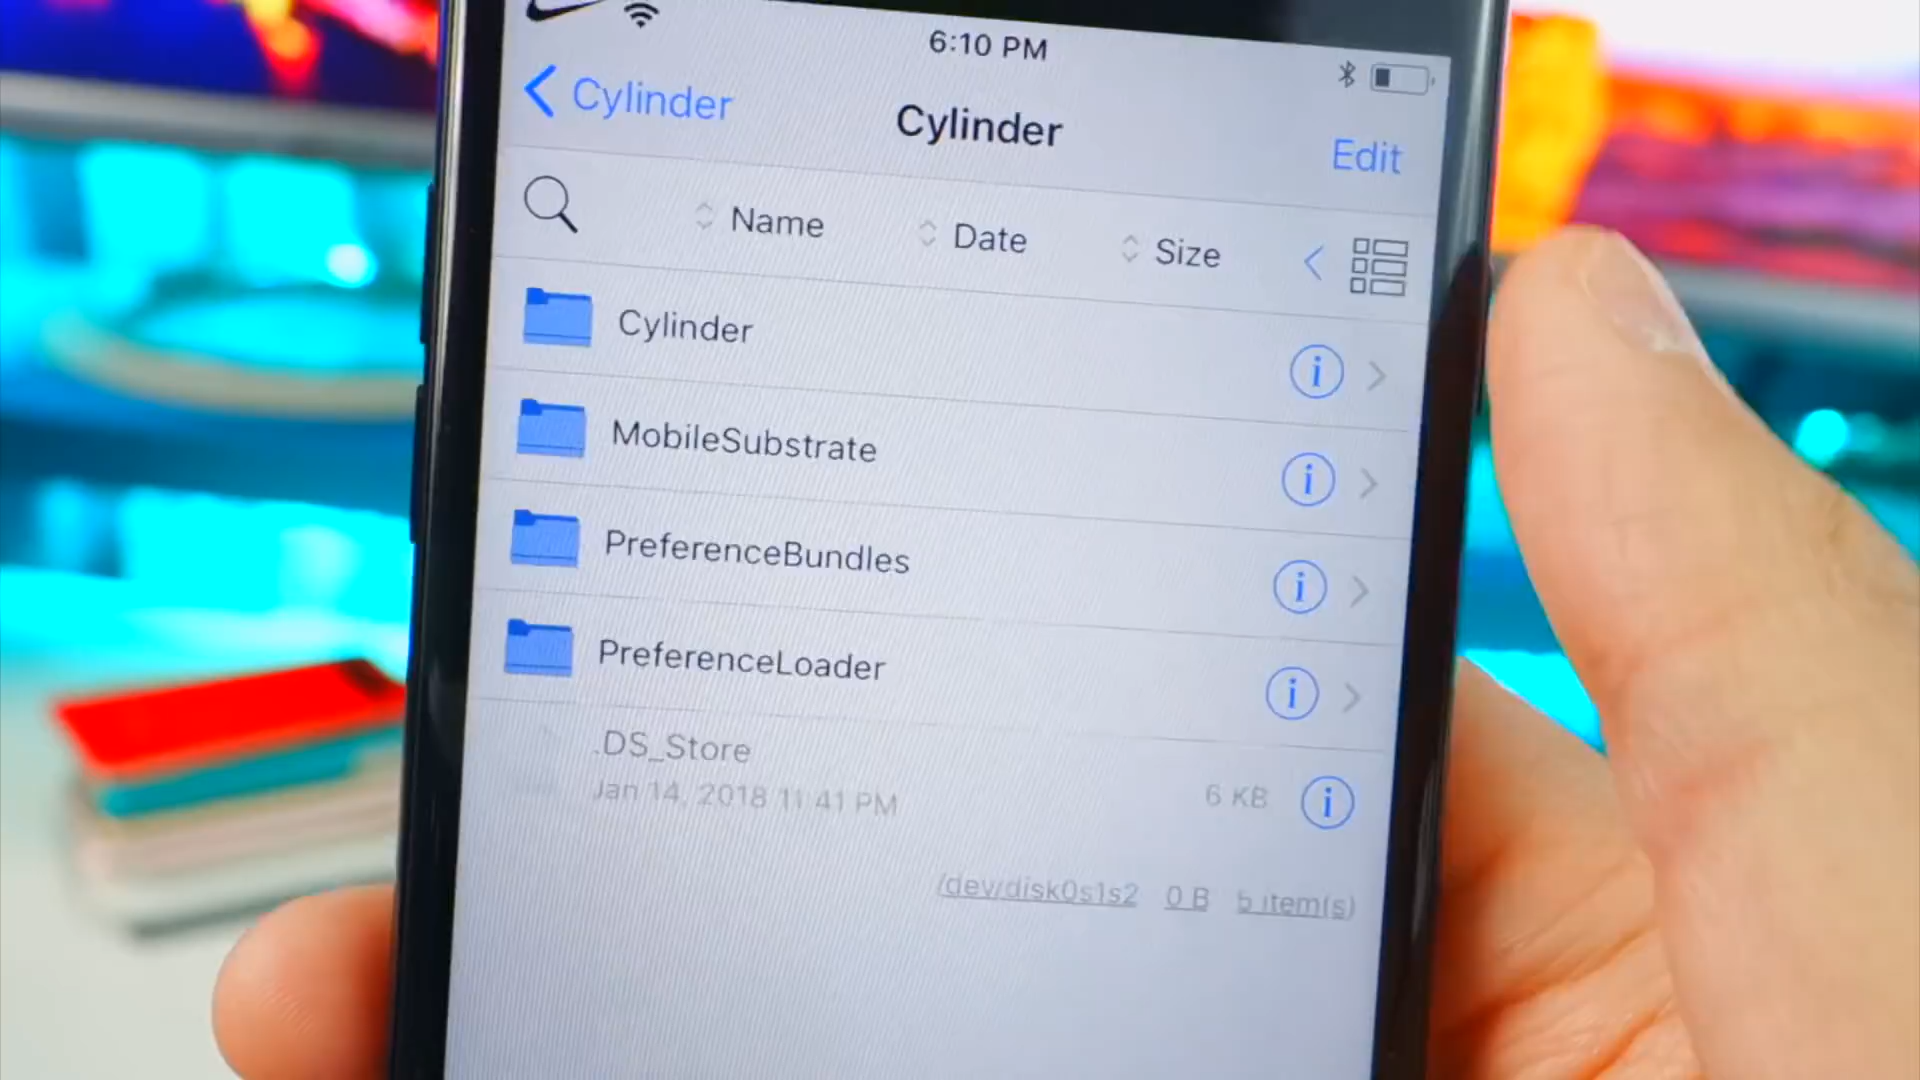 6:10 PM
Cylinder
Cylinder
Edit
Name
Date
Size
Cylinder
MobileSubstrate
PreferenceBundles
PreferenceLoader
.DS_Store
Jan 14, 2018 11:41 PM
6 KB
/dev/disk0s1s2 0 B 5 item(s)